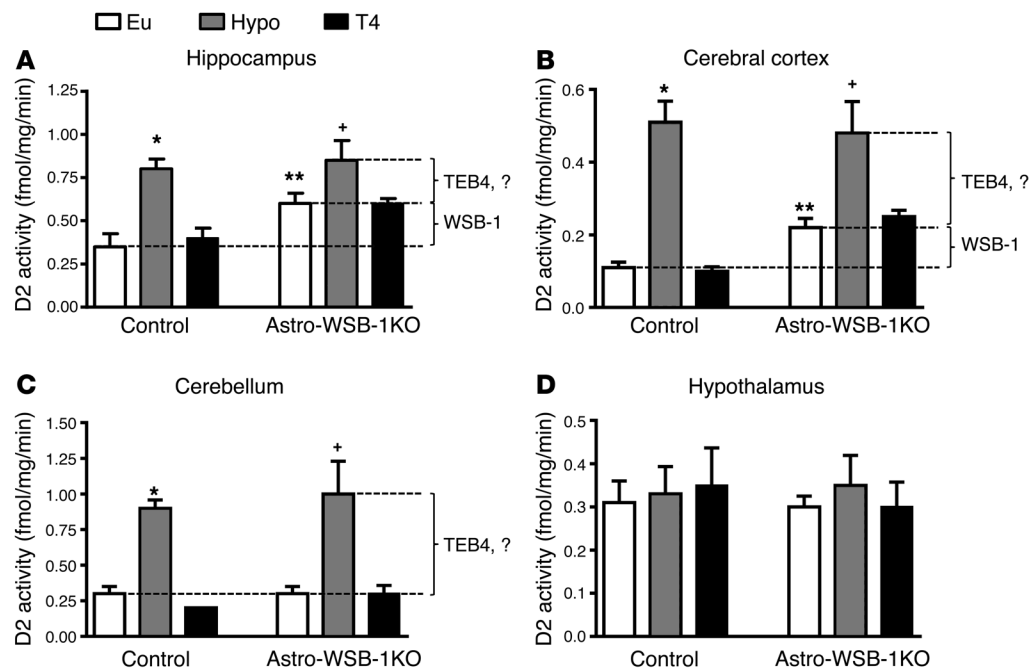 Eu Hypo T4
A Hippocampus
D2 activity (fmol/mg/min)
1.25
1.00
0.75
0.50
0.25
0.00
*
**
+
TEB4, ?
WSB-1
Control Astro-WSB-1KO
B Cerebral cortex
D2 activity (fmol/mg/min)
0.6
0.4
0.2
0.0
*
**
+
TEB4, ?
WSB-1
Control Astro-WSB-1KO
C Cerebellum
D2 activity (fmol/mg/min)
1.50
1.25
1.00
0.75
0.50
0.25
0.00
*
+
TEB4, ?
Control Astro-WSB-1KO
D Hypothalamus
D2 activity (fmol/mg/min)
0.5
0.4
0.3
0.2
0.1
0.0
Control Astro-WSB-1KO